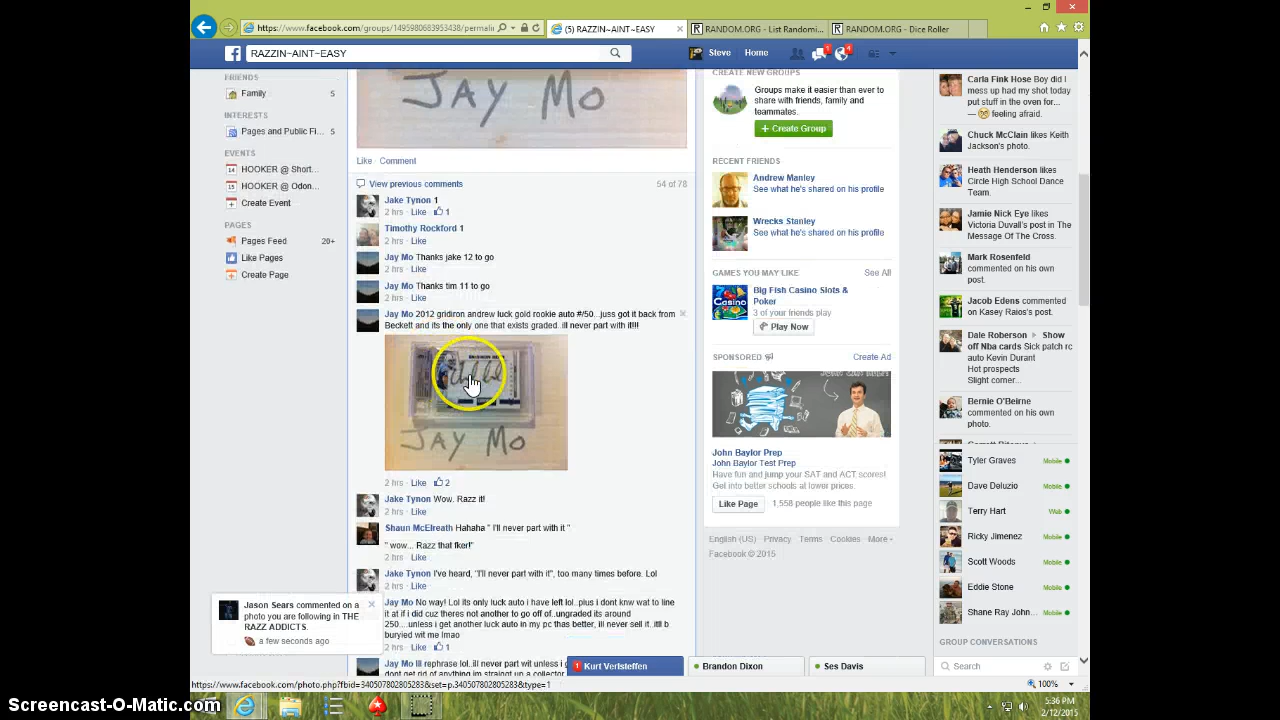 https://www.facebook.com/groups/1495980683953438/permali
(5) RAZZIN~AINT~EASY
RANDOM.ORG - List Randomi...
RANDOM.ORG - Dice Roller
RAZZIN~AINT~EASY
Steve
Home
1
4
FRIENDS
Family
5
INTERESTS
Pages and Public Fi...
5
EVENTS
14
HOOKER @ Short...
15
HOOKER @ Odon...
Create Event
PAGES
Pages Feed
20+
Like Pages
Create Page
JAY MO
Like · Comment
View previous comments
54 of 78
Jake Tynon 1
2 hrs · Like · 1
Timothy Rockford 1
2 hrs · Like
Jay Mo Thanks jake 12 to go
2 hrs · Like
Jay Mo Thanks tim 11 to go
2 hrs · Like
Jay Mo 2012 gridiron andrew luck gold rookie auto #/50...juss got it back from
Beckett and its the only one that exists graded..ill never part with it!!!!
JAY MO
2 hrs · Like · 2
Jake Tynon Wow. Razz it!
2 hrs · Like
Shaun McElreath Hahaha " I'll never part with it "
" wow... Razz that fker!"
2 hrs · Like
Jake Tynon I've heard, "I'll never part with it", too many times before. Lol
2 hrs · Like
Jay Mo No way! Lol its only luck auto i have left lol..plus i dont knw wat to line
it at if i did cuz theres not another to go off of..ungraded its around
250.....unless i get another luck auto in my pc thas better, ill never sell it..itll b
buryied wit me lmao
2 hrs · Like · 1
Jay Mo Ill rephrase lol..ill never part wit unless i g
dont get rid of anything im straight up a collector
CREATE NEW GROUPS
Groups make it easier than ever to
share with friends, family and
teammates.
+ Create Group
RECENT FRIENDS
Andrew Manley
See what he's shared on his profile
Wrecks Stanley
See what he's shared on his profile
GAMES YOU MAY LIKE
See All
Big Fish Casino Slots &
Poker
3 of your friends play
Play Now
SPONSORED
Create Ad
John Baylor Prep
John Baylor Test Prep
Have fun and jump your SAT and ACT scores!
Get into better schools at lower prices.
Like Page
1,558 people like this page
English (US) · Privacy · Terms · Cookies · More
Facebook © 2015
Carla Fink Hose Boy did I
mess up had my shot today
put stuff in the oven for...
— feeling afraid.
Chuck McClain likes Keith
Jackson's photo.
Heath Henderson likes
Circle High School Dance
Team.
Jamie Nick Eye likes
Victoria Duvall's post in The
Message Of The Cross.
Mark Rosenfeld
commented on his own
post.
Jacob Edens commented
on Kasey Raios's post.
Dale Roberson ▸ Show
off Nba cards Sick patch rc
auto Kevin Durant
Hot prospects
Slight corner...
Bernie O'Beirne
commented on his own
photo.
Tyler Graves
Mobile
Dave Deluzio
Mobile
Terry Hart
Web
Ricky Jimenez
Mobile
Scott Woods
Mobile
Eddie Stone
Mobile
Shane Ray John...
Mobile
GROUP CONVERSATIONS
Search
Jason Sears commented on a
photo you are following in THE
RAZZ ADDICTS.
a few seconds ago
1
Kurt Verlsteffen
Brandon Dixon
Ses Davis
https://www.facebook.com/photo.php?fbid=340507802805283&set=p.340507802805283&type=1
100%
Screencast-O-Matic.com
5:36 PM
2/12/2015